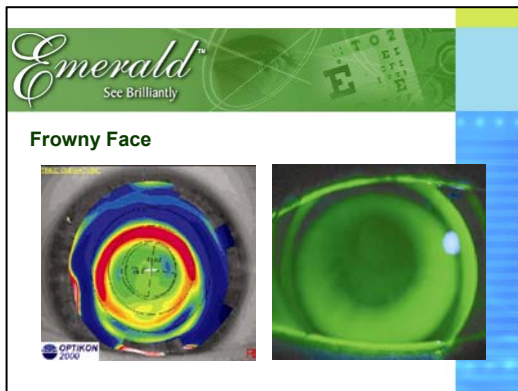 Emerald™
See Brilliantly
Frowny Face
OPTIKON
2000